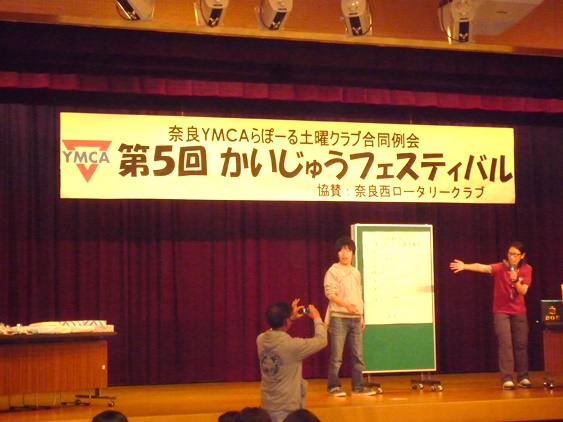 奈良YMCAらぽーる土曜クラブ合同例会
YMCA
第5回 かいじゅうフェスティバル
協賛：奈良西ロータリークラブ